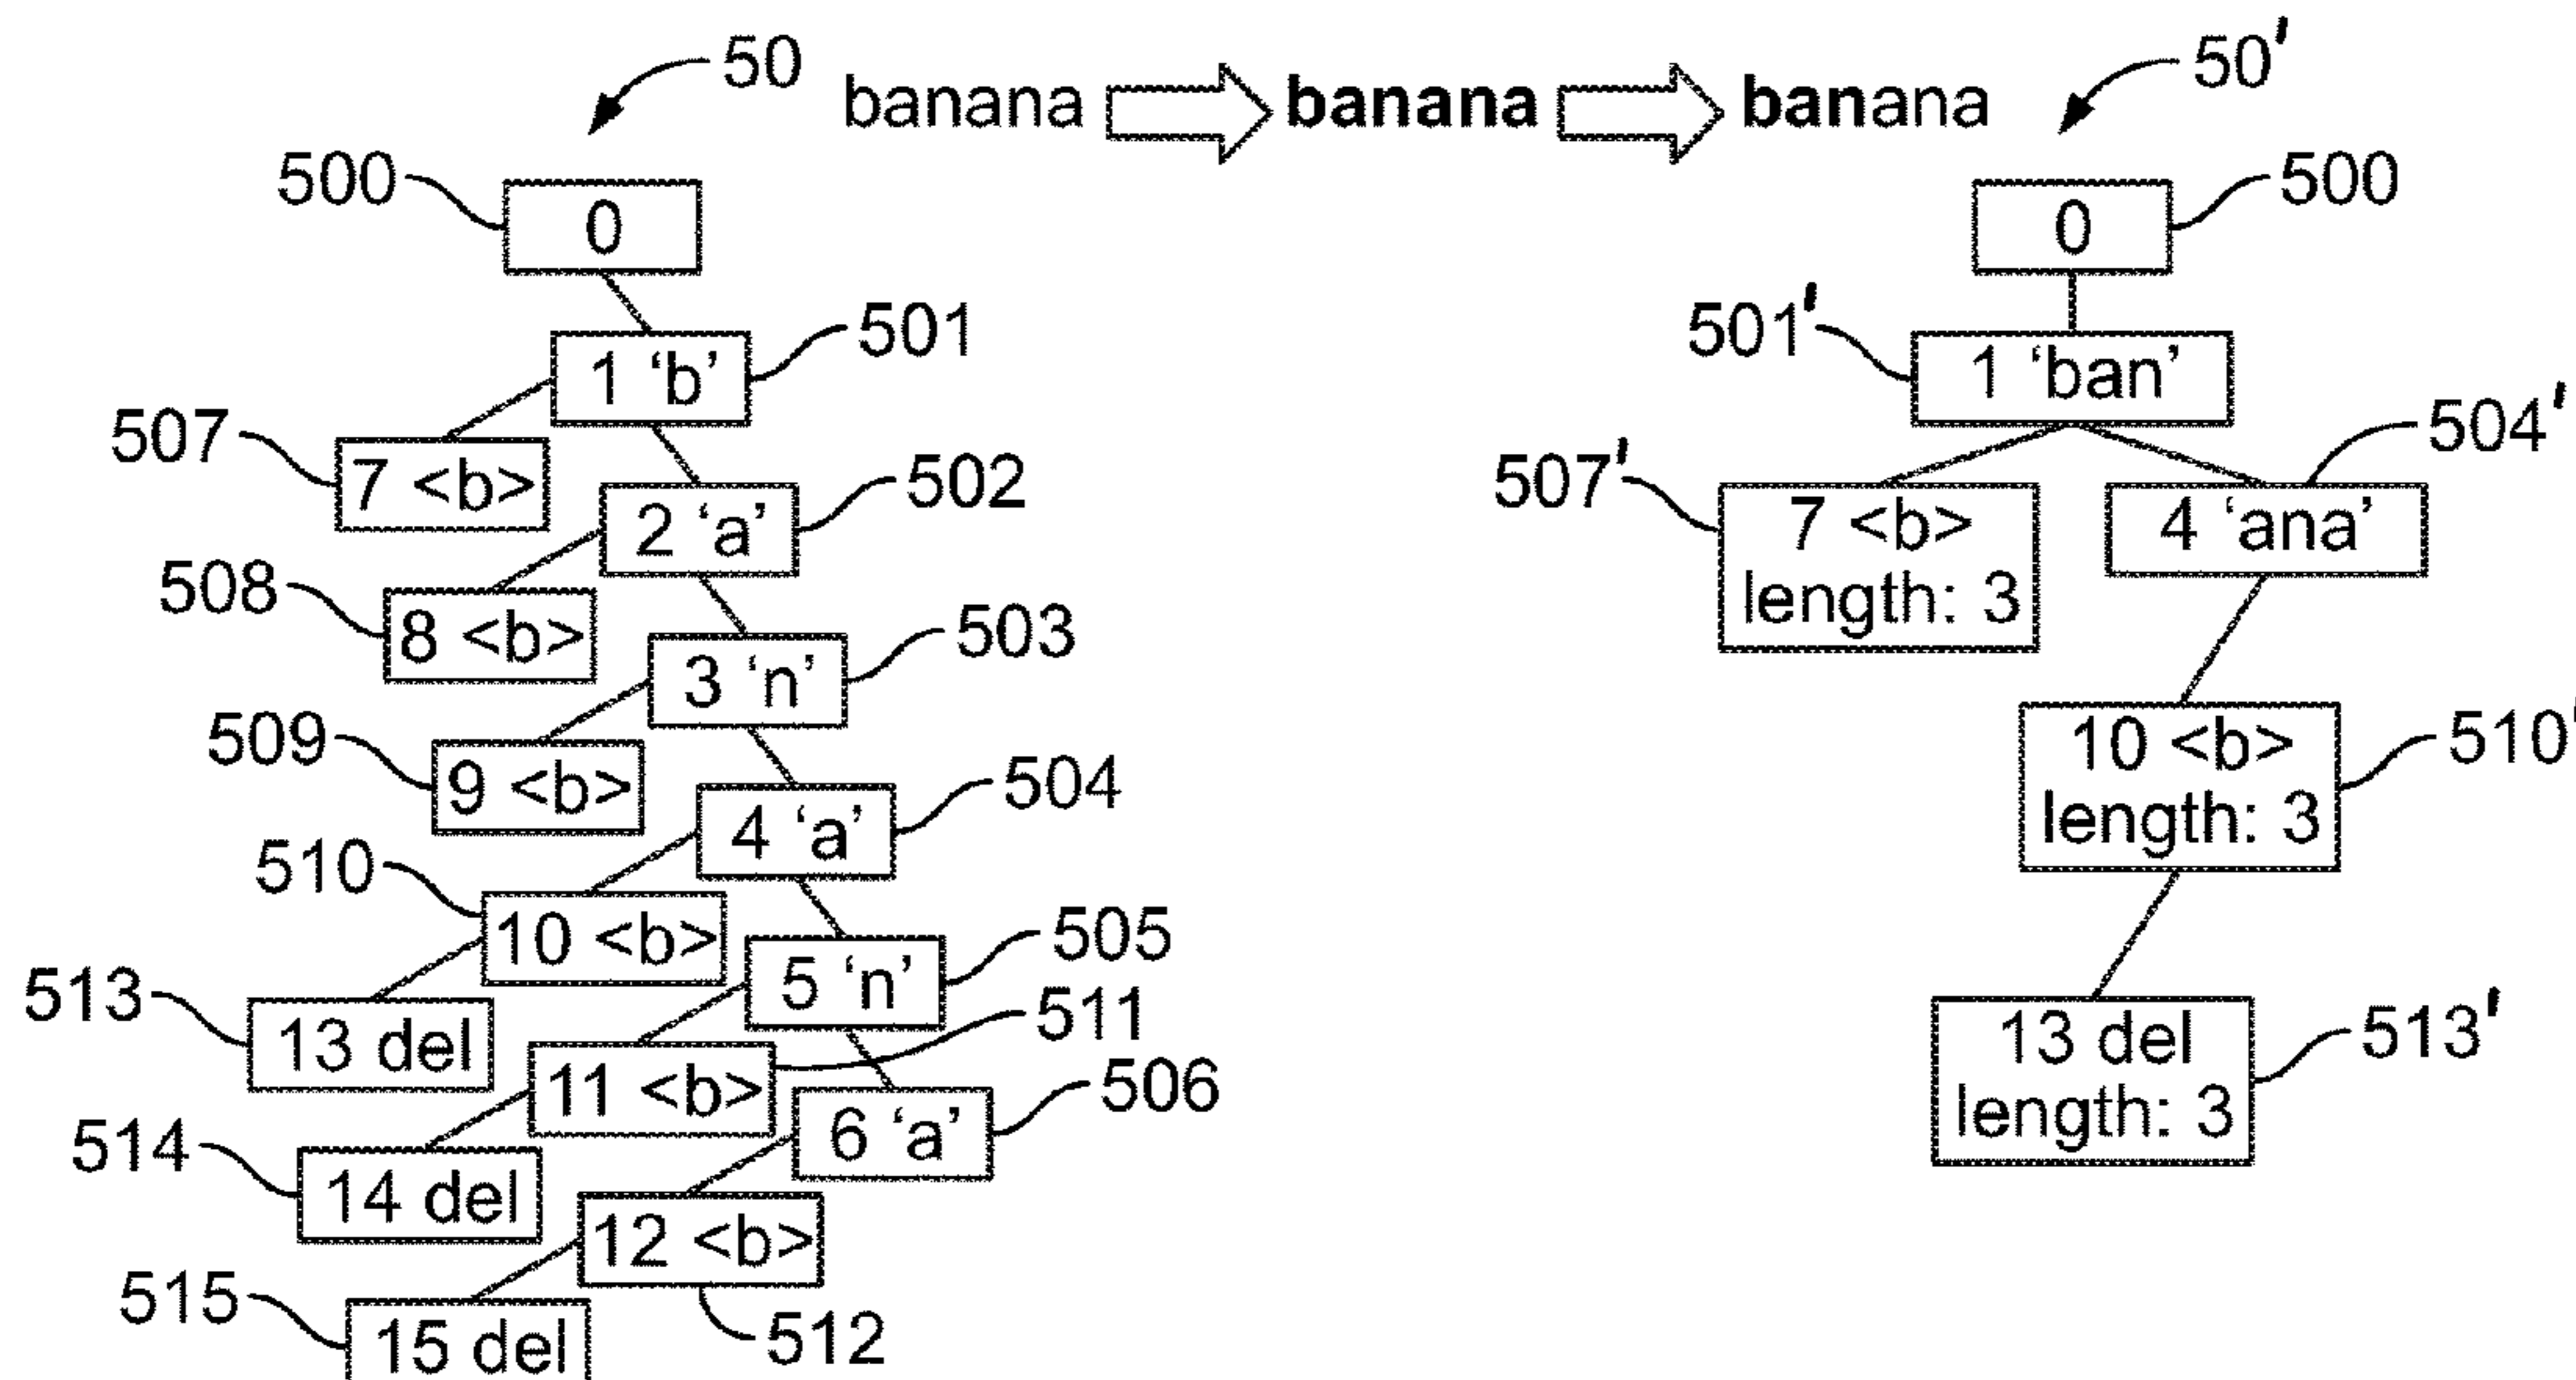 50 banana banana banana 50'
500 0 0 500
1 'b' 501 501' 1 'ban'
507 7 <b> 2 'a' 502 507' 7 <b> length: 3 4 'ana' 504'
508 8 <b> 3 'n' 503
509 9 <b> 4 'a' 504 10 <b> length: 3 510'
510 10 <b> 5 'n' 505
513 13 del 11 <b> 511 13 del length: 3 513'
6 'a' 506
514 14 del 12 <b> 512
515 15 del